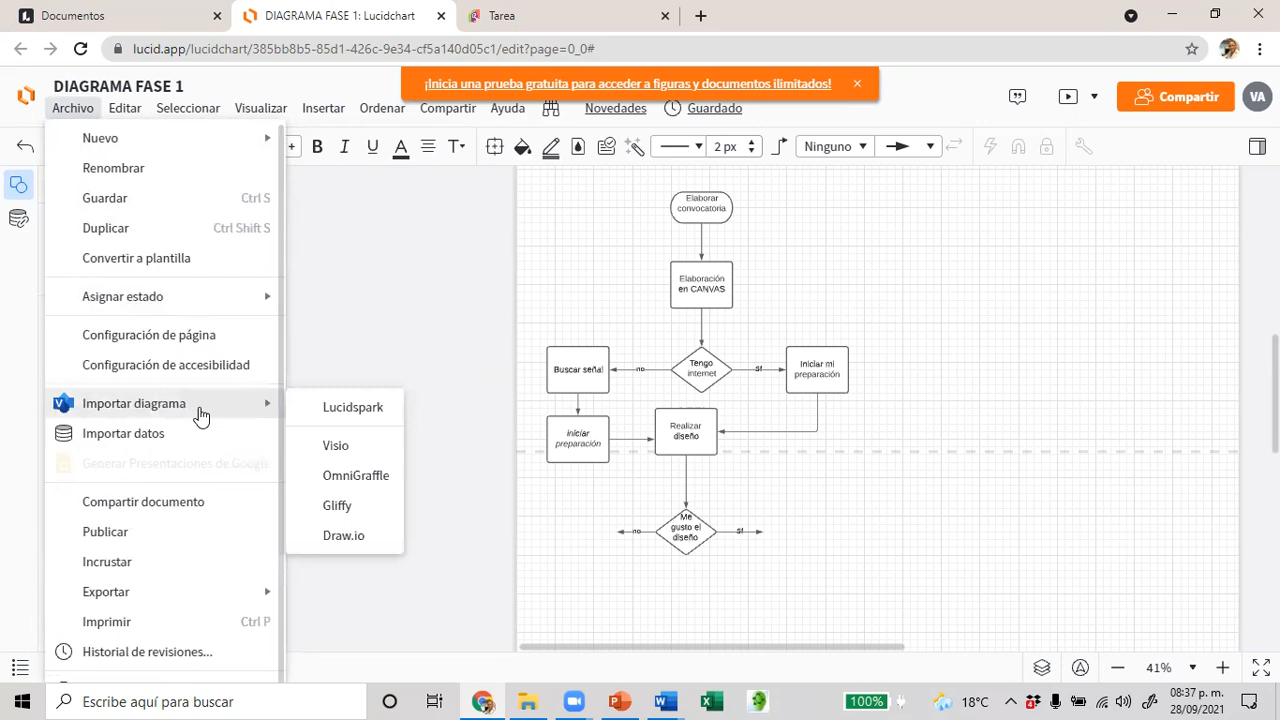 Documentos
DIAGRAMA FASE 1: Lucidchart
Tarea
lucid.app/lucidchart/385bb8b5-85d1-426c-9e34-cf5a140d05c1/edit?page=0_0#
DIAGRAMA FASE 1
¡Inicia una prueba gratuita para acceder a figuras y documentos ilimitados!
Archivo Editar Seleccionar Visualizar Insertar Ordenar Compartir Ayuda Novedades Guardado
Compartir
VA
B I U A T 2 px Ninguno
Nuevo
Renombrar
Guardar Ctrl S
Duplicar Ctrl Shift S
Convertir a plantilla
Asignar estado
Configuración de página
Configuración de accesibilidad
Importar diagrama
Importar datos
Generar Presentaciones de Google
Compartir documento
Publicar
Incrustar
Exportar
Imprimir Ctrl P
Historial de revisiones...
Lucidspark
Visio
OmniGraffle
Gliffy
Draw.io
Elaborar
convocatoria
Elaboración
en CANVAS
Buscar señal
no
Tengo
internet
Sí
Iniciar mi
preparación
iniciar
preparación
Realizar
diseño
no
Me
gusto el
diseño
Sí
41%
Escribe aquí para buscar
100%
18°C
08:37 p. m.
28/09/2021